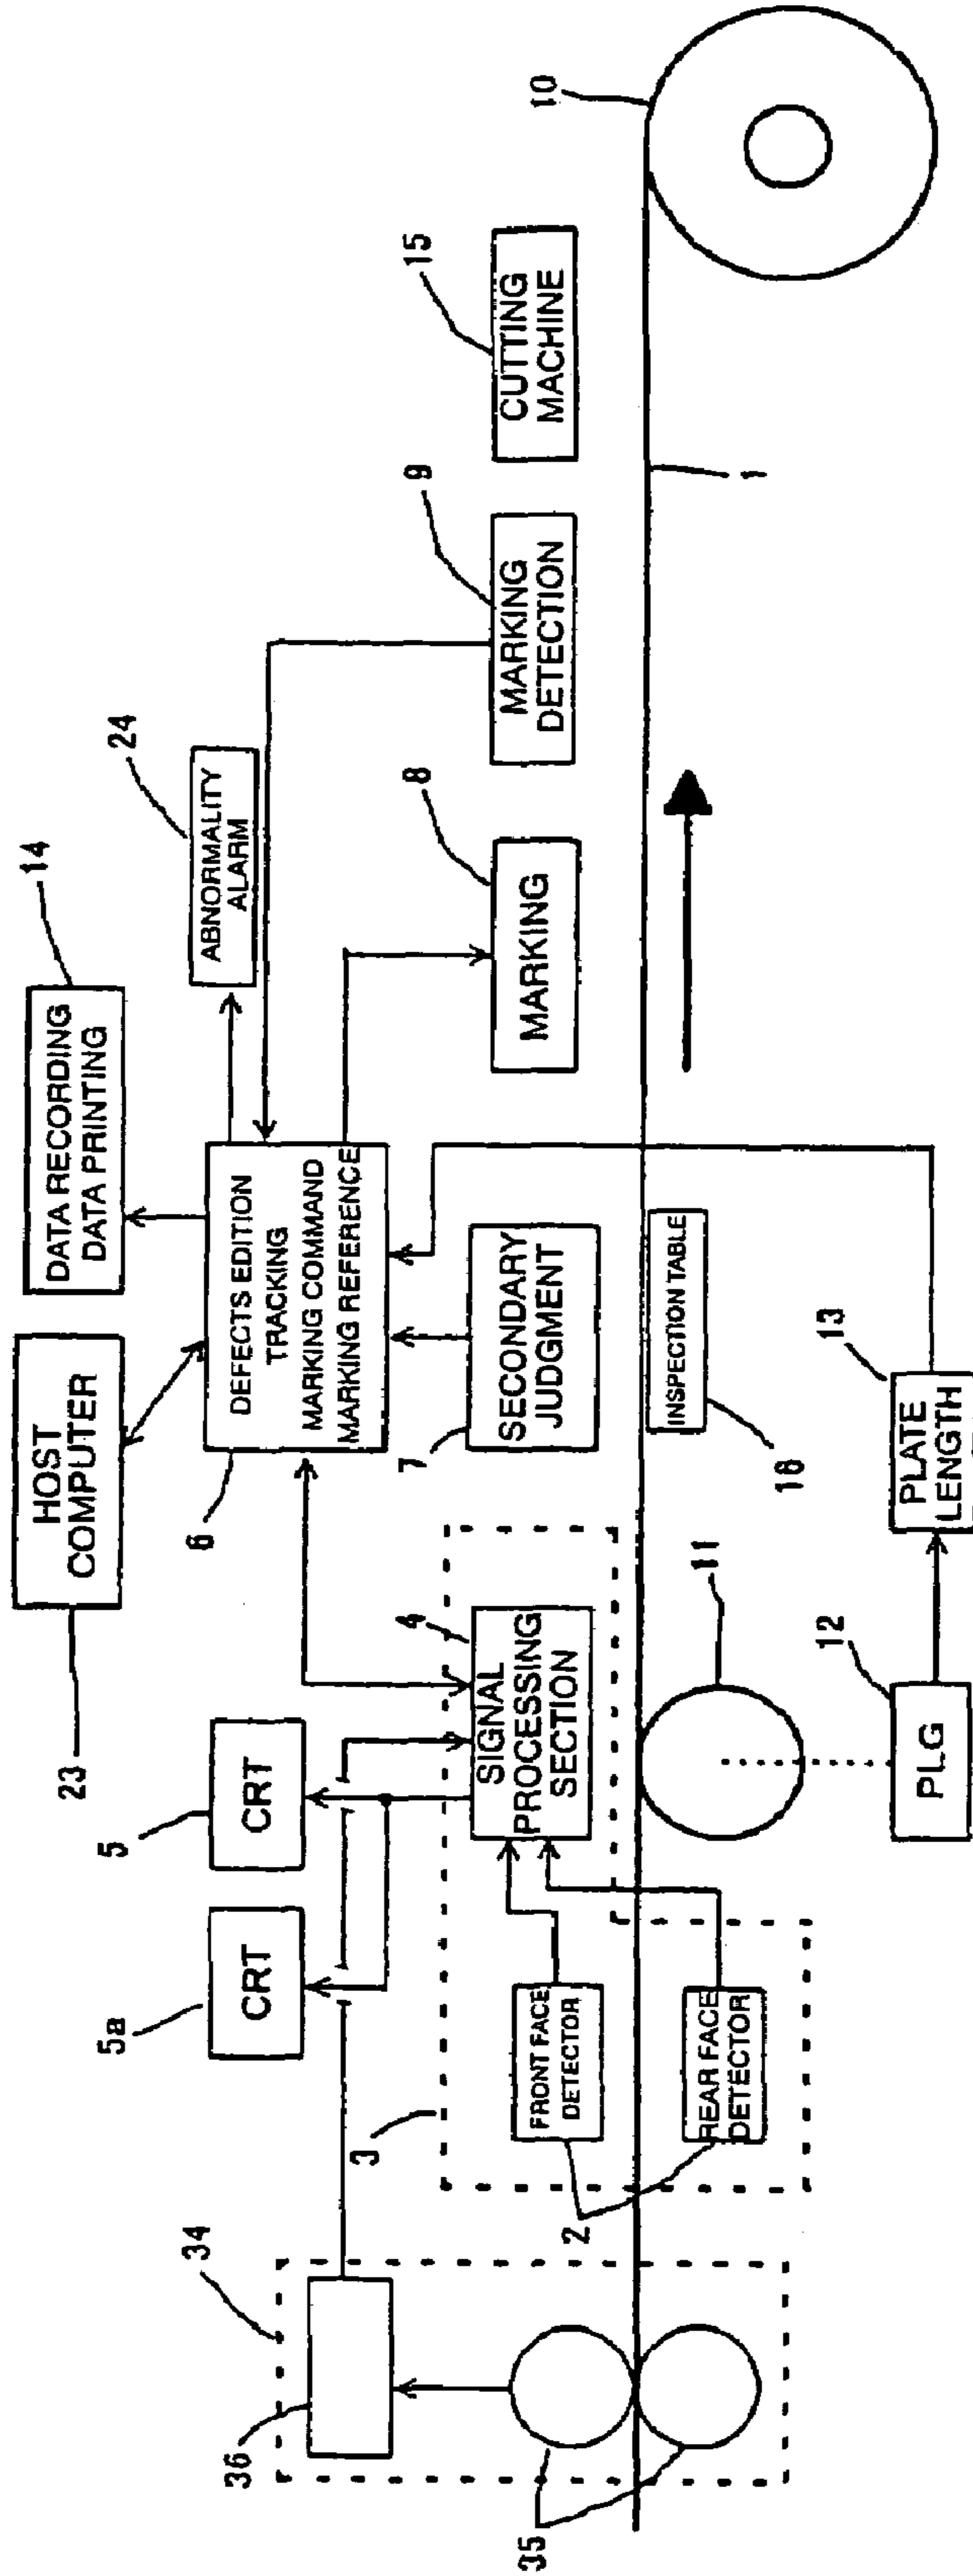 HOST
COMPUTER
23
DATA RECORDING
DATA PRINTING
14
ABNORMALITY
ALARM
24
5a
CRT
5
CRT
6
DEFECTS EDITION
TRACKING
MARKING COMMAND
MARKING REFERENCE
34
36
35
3
FRONT FACE
DETECTOR
REAR FACE
DETECTOR
2
4
SIGNAL
PROCESSING
SECTION
7
SECONDARY
JUDGMENT
8
MARKING
9
MARKING
DETECTION
15
CUTTING
MACHINE
10
1
11
INSPECTION TABLE
16
12
PLG
13
PLATE
LENGTH